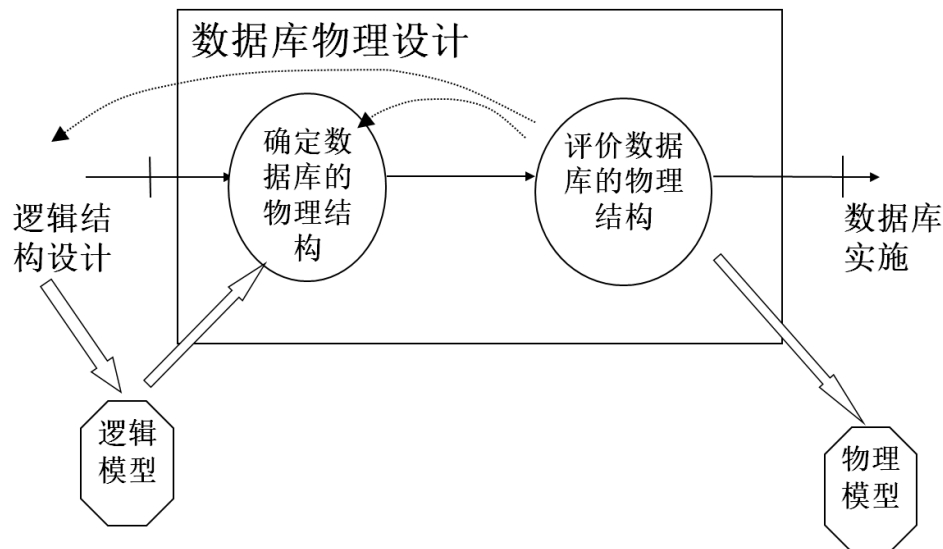 数据库物理设计
确定数
据库的
物理结
构
评价数据
库的物理
结构
逻辑结
构设计
数据库
实施
逻辑
模型
物理
模型